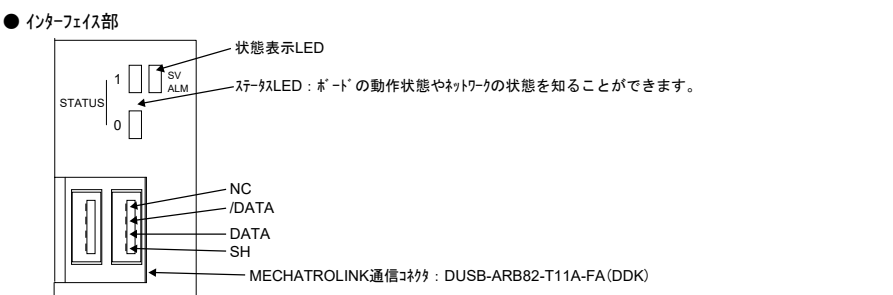 ● ｲﾝﾀｰﾌｪｲｽ部
状態表示LED
1
SV
ALM
ｽﾃｰﾀｽLED：ﾎﾞｰﾄﾞの動作状態やﾈｯﾄﾜｰｸの状態を知ることができます。
STATUS
0
NC
/DATA
DATA
SH
MECHATROLINK通信ｺﾈｸﾀ：DUSB-ARB82-T11A-FA(DDK)